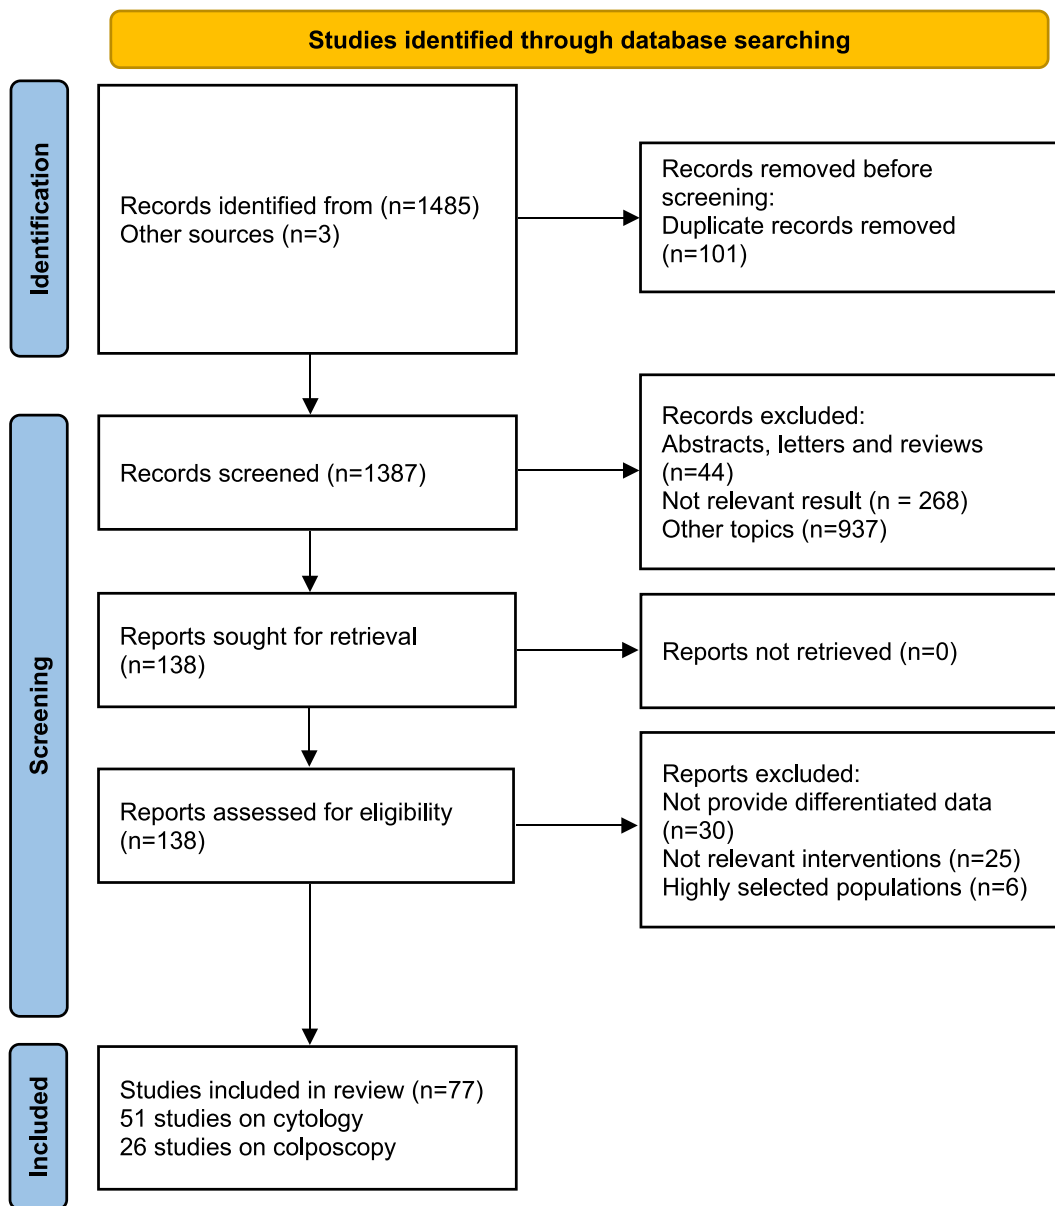 Studies identified through database searching
Identification
Records identified from (n=1485)
Other sources (n=3)
Records removed before
screening:
Duplicate records removed
(n=101)
Screening
Records screened (n=1387)
Records excluded:
Abstracts, letters and reviews
(n=44)
Not relevant result (n = 268)
Other topics (n=937)
Reports sought for retrieval
(n=138)
Reports not retrieved (n=0)
Reports assessed for eligibility
(n=138)
Reports excluded:
Not provide differentiated data
(n=30)
Not relevant interventions (n=25)
Highly selected populations (n=6)
Included
Studies included in review (n=77)
51 studies on cytology
26 studies on colposcopy